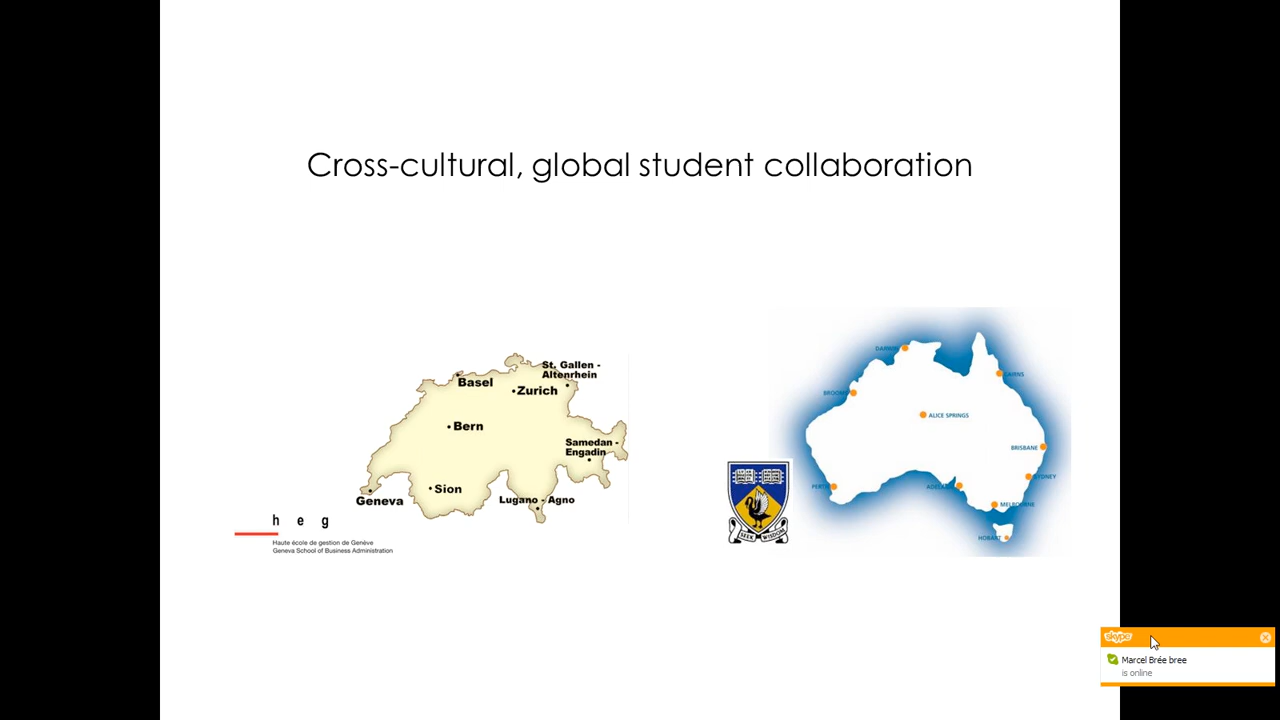 Cross-cultural, global student collaboration
St. Gallen -
Altenrhein
Basel
Zurich
Bern
Samedan -
Engadin
Sion
Geneva
Lugano - Agno
h e g
Haute école de gestion de Genève
Geneva School of Business Administration
DARWIN
CAIRNS
BROOME
ALICE SPRINGS
BRISBANE
SYDNEY
PERTH
ADELAIDE
MELBOURNE
HOBART
SEEK WISDOM
skype
Marcel Brée bree
is online